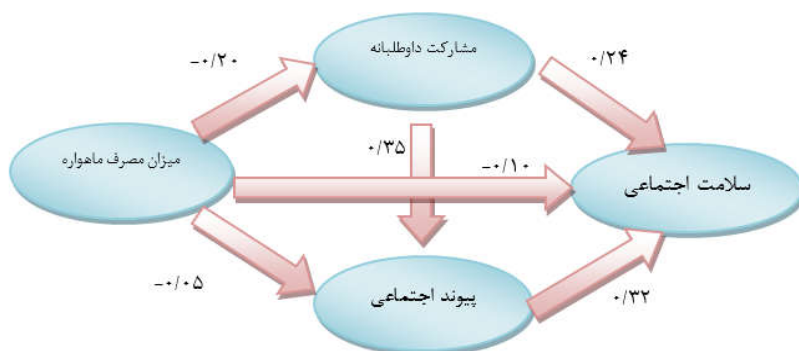 مشارکت داوطلبانه
-۰/۲۰
۰/۲۴
میزان مصرف ماهواره
۰/۳۵
-۰/۱۰
سلامت اجتماعی
-۰/۰۵
پیوند اجتماعی
۰/۳۲